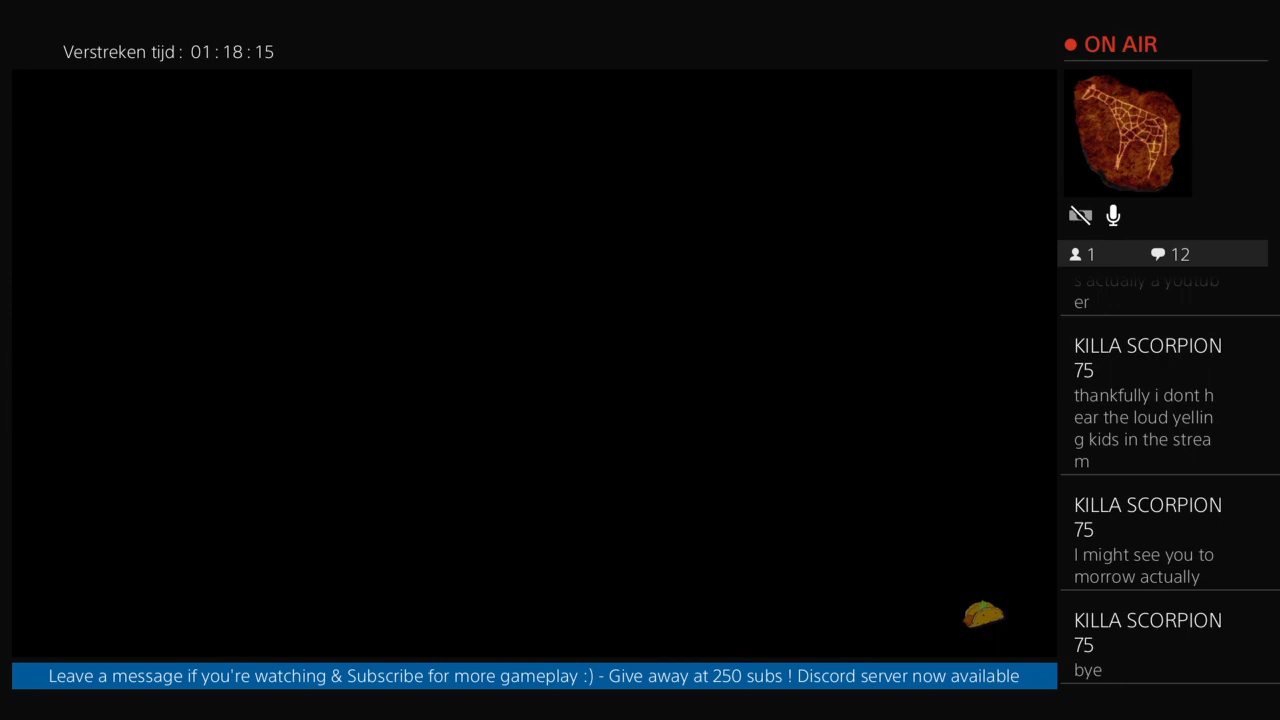 Verstreken tijd : 01 : 18 : 15
ON AIR
1 12
s actually a youtub
er
KILLA SCORPION
75
thankfully i dont h
ear the loud yellin
g kids in the strea
m
KILLA SCORPION
75
I might see you to
morrow actually
KILLA SCORPION
75
bye
Leave a message if you're watching & Subscribe for more gameplay :) - Give away at 250 subs ! Discord server now available